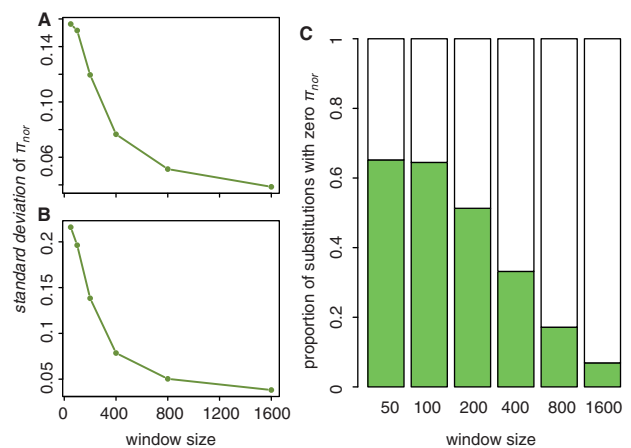 A
0.14
0.10
0.06
standard deviation of π_nor
B
0.2
0.15
0.1
0.05
0 400 800 1200 1600
window size
C
proportion of substitutions with zero π_nor
1
0.8
0.6
0.4
0.2
0
50 100 200 400 800 1600
window size